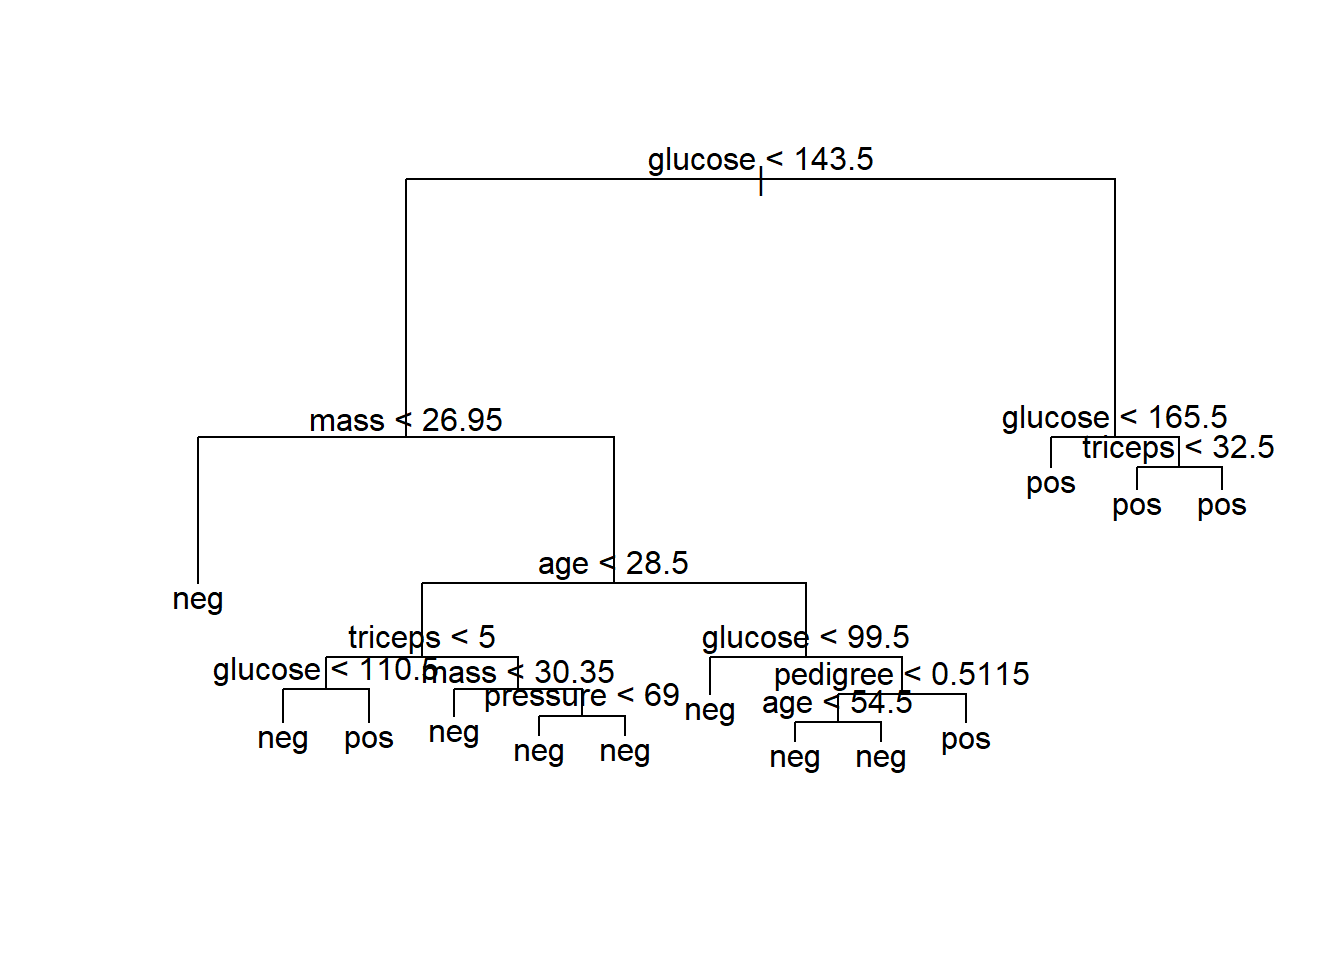 glucose < 143.5
mass < 26.95
glucose < 165.5
triceps < 32.5
pos
pos
pos
age < 28.5
neg
triceps < 5
glucose < 99.5
glucose < 110.5
mass < 30.35
pedigree < 0.5115
pressure < 69
age < 54.5
neg
neg
pos
neg
pos
neg
neg
neg
neg